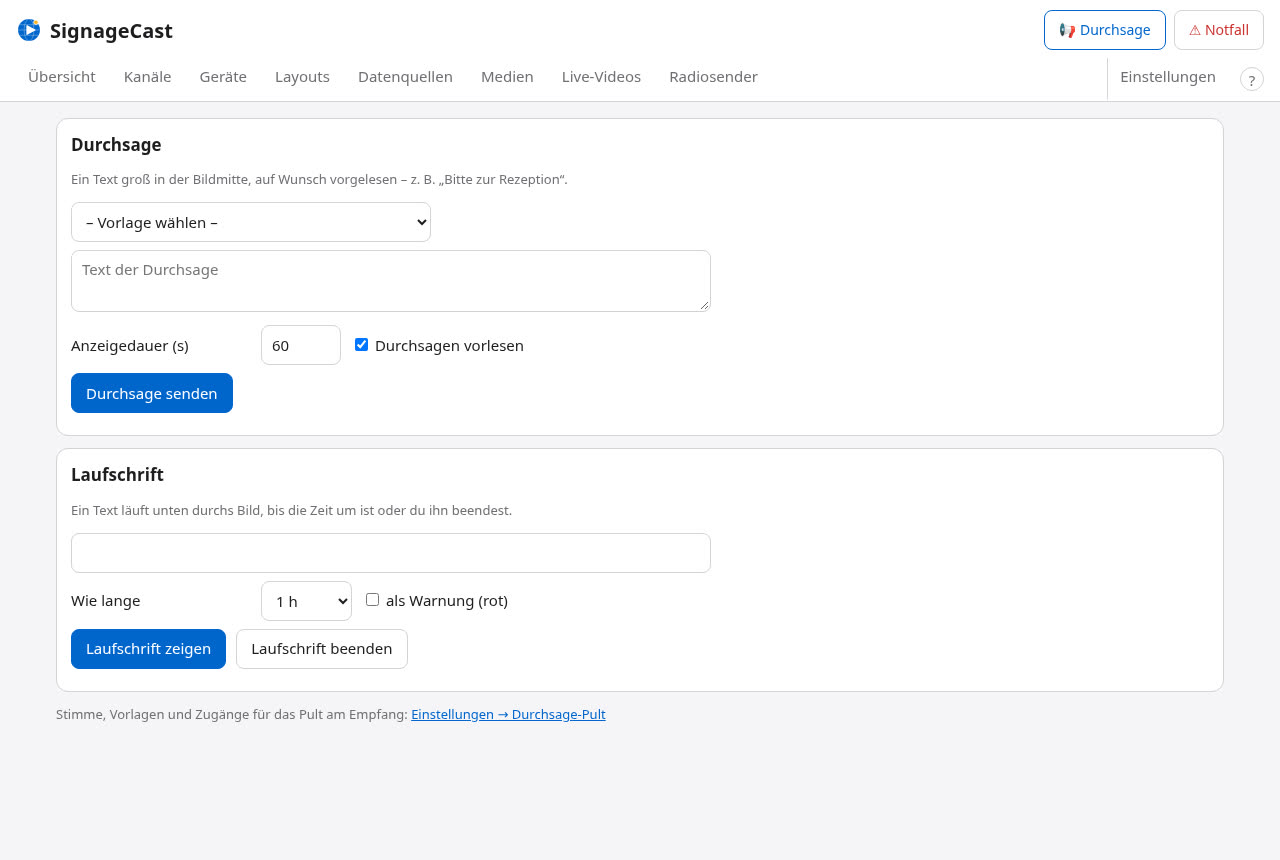 SignageCast
📢 Durchsage
⚠ Notfall
Übersicht Kanäle Geräte Layouts Datenquellen Medien Live-Videos Radiosender Einstellungen ?
Durchsage
Ein Text groß in der Bildmitte, auf Wunsch vorgelesen – z. B. „Bitte zur Rezeption“.
– Vorlage wählen –
Text der Durchsage
Anzeigedauer (s) 60 Durchsagen vorlesen
Durchsage senden
Laufschrift
Ein Text läuft unten durchs Bild, bis die Zeit um ist oder du ihn beendest.
Wie lange 1 h als Warnung (rot)
Laufschrift zeigen Laufschrift beenden
Stimme, Vorlagen und Zugänge für das Pult am Empfang: Einstellungen → Durchsage-Pult